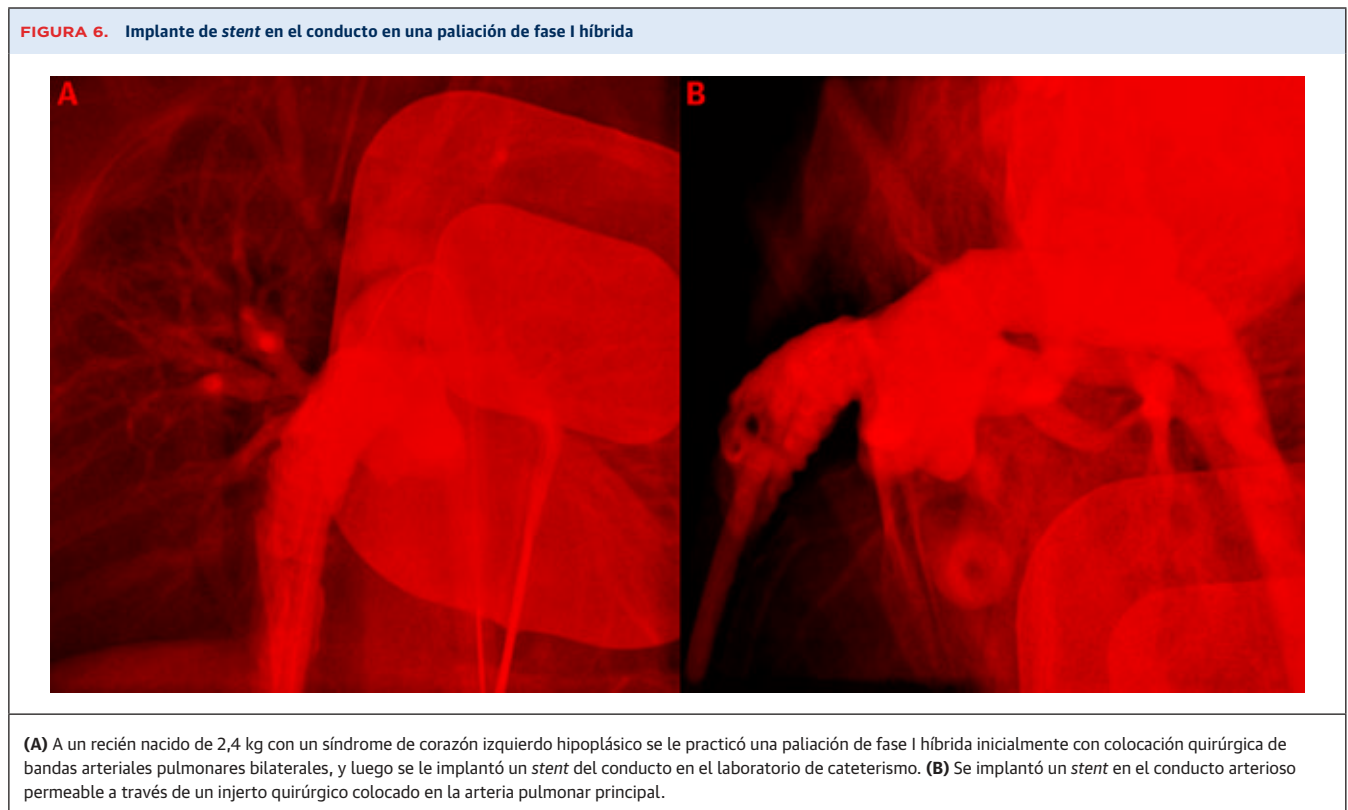 FIGURA 6. Implante de stent en el conducto en una paliación de fase I híbrida
A
B
(A) A un recién nacido de 2,4 kg con un síndrome de corazón izquierdo hipoplásico se le practicó una paliación de fase I híbrida inicialmente con colocación quirúrgica de
bandas arteriales pulmonares bilaterales, y luego se le implantó un stent del conducto en el laboratorio de cateterismo. (B) Se implantó un stent en el conducto arterioso
permeable a través de un injerto quirúrgico colocado en la arteria pulmonar principal.